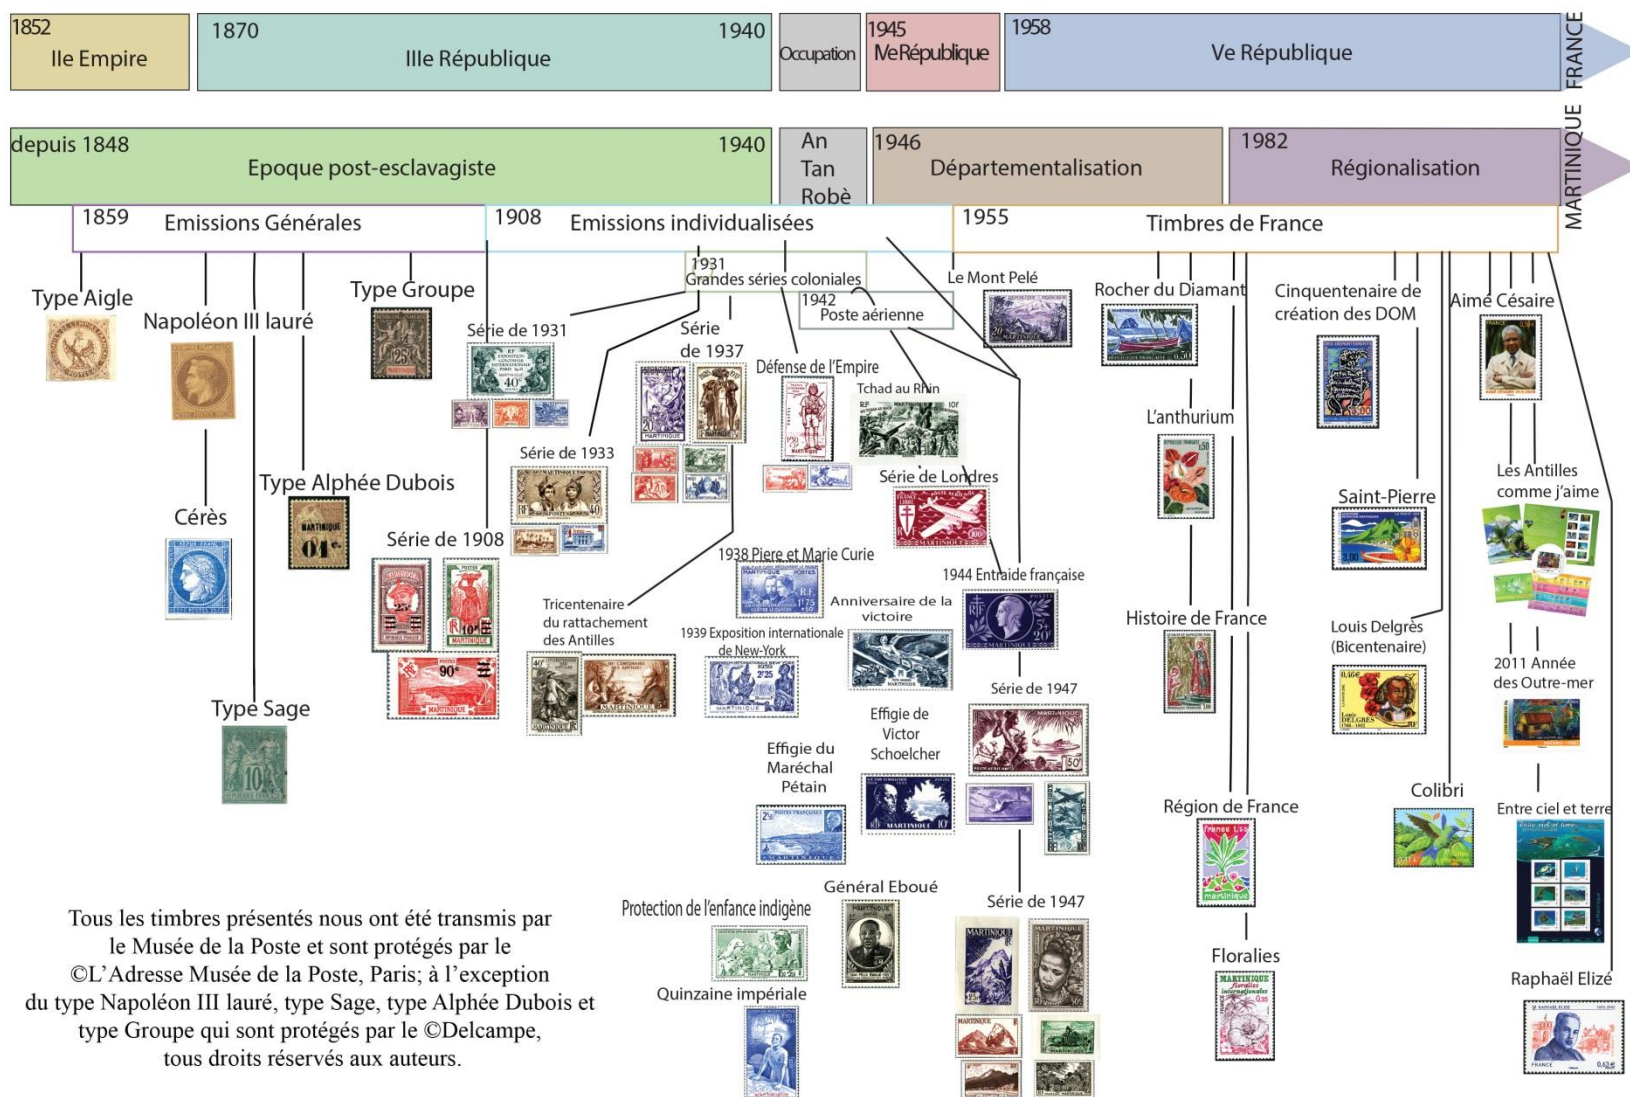 1852
IIe Empire
1870
1940
IIIe République
Occupation
1945
IVe République
1958
Ve République
FRANCE
depuis 1848
1940
Epoque post-esclavagiste
An
Tan
Robè
1946
Départementalisation
1982
Régionalisation
MARTINIQUE
1859
Emissions Générales
1908
Emissions individualisées
1955
Timbres de France
1931
Grandes séries coloniales
1942
Poste aérienne
Type Aigle
Napoléon III lauré
Type Groupe
Série de 1931
Série
de 1937
Défense de l'Empire
Tchad au Rhin
Le Mont Pelé
Rocher du Diamant
Cinquentenaire de
création des DOM
Aimé Césaire
Cérès
Type Alphée Dubois
Série de 1908
Série de 1933
Série de Londres
L'anthurium
Saint-Pierre
Les Antilles
comme j'aime
Type Sage
Tricentenaire
du rattachement
des Antilles
1938 Piere et Marie Curie
1939 Exposition internationale
de New-York
Anniversaire de la
victoire
1944 Entraide française
Histoire de France
Louis Delgrès
(Bicentenaire)
2011 Année
des Outre-mer
Effigie du
Maréchal
Pétain
Effigie de
Victor
Schoelcher
Série de 1947
Région de France
Colibri
Entre ciel et terre
Protection de l'enfance indigène
Général Eboué
Série de 1947
Floralies
Raphaël Elizé
Quinzaine impériale
Tous les timbres présentés nous ont été transmis par
le Musée de la Poste et sont protégés par le
©L'Adresse Musée de la Poste, Paris; à l'exception
du type Napoléon III lauré, type Sage, type Alphée Dubois et
type Groupe qui sont protégés par le ©Delcampe,
tous droits réservés aux auteurs.